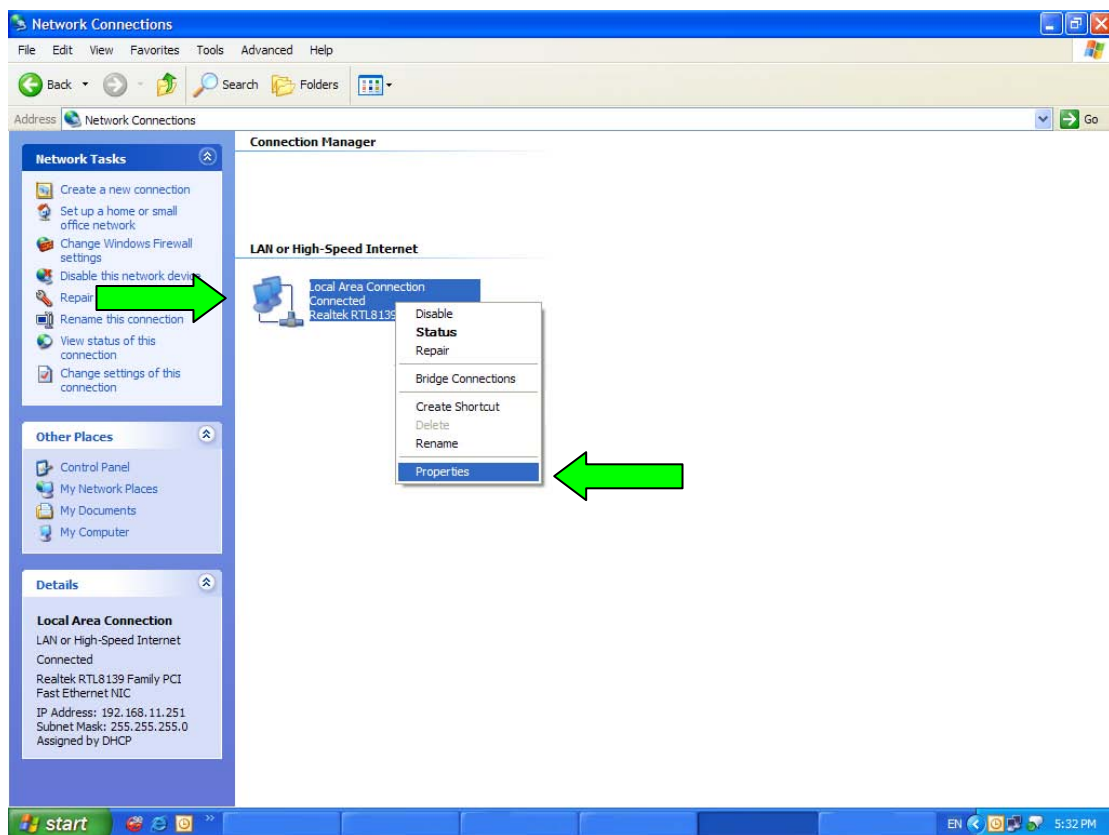 Network Connections
File Edit View Favorites Tools Advanced Help
Back Search Folders
Address Network Connections Go
Network Tasks
Create a new connection
Set up a home or small
office network
Change Windows Firewall
settings
Disable this network device
Repair
Rename this connection
View status of this
connection
Change settings of this
connection
Other Places
Control Panel
My Network Places
My Documents
My Computer
Details
Local Area Connection
LAN or High-Speed Internet
Connected
Realtek RTL8139 Family PCI
Fast Ethernet NIC
IP Address: 192.168.11.251
Subnet Mask: 255.255.255.0
Assigned by DHCP
Connection Manager
LAN or High-Speed Internet
Local Area Connection
Connected
Realtek RTL8139
Disable
Status
Repair
Bridge Connections
Create Shortcut
Delete
Rename
Properties
start EN 5:32 PM